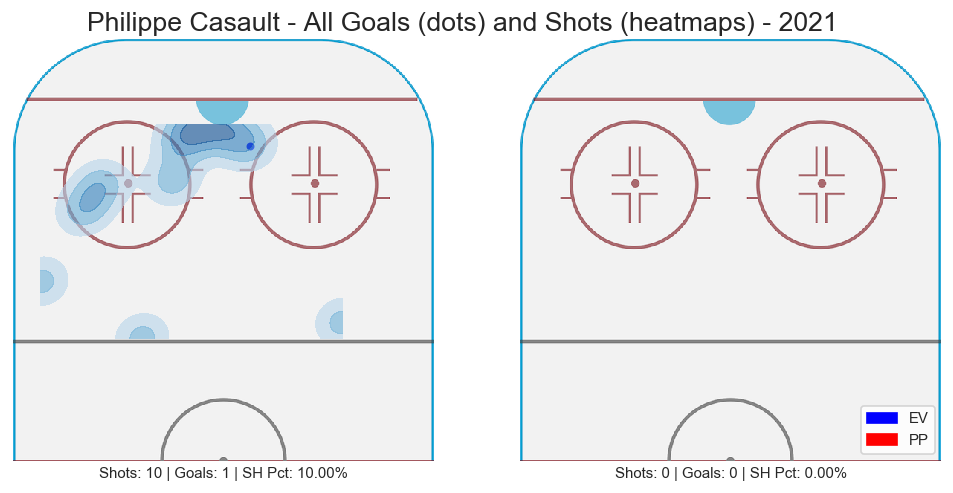 Philippe Casault - All Goals (dots) and Shots (heatmaps) - 2021
EV
PP
Shots: 10 | Goals: 1 | SH Pct: 10.00%
Shots: 0 | Goals: 0 | SH Pct: 0.00%